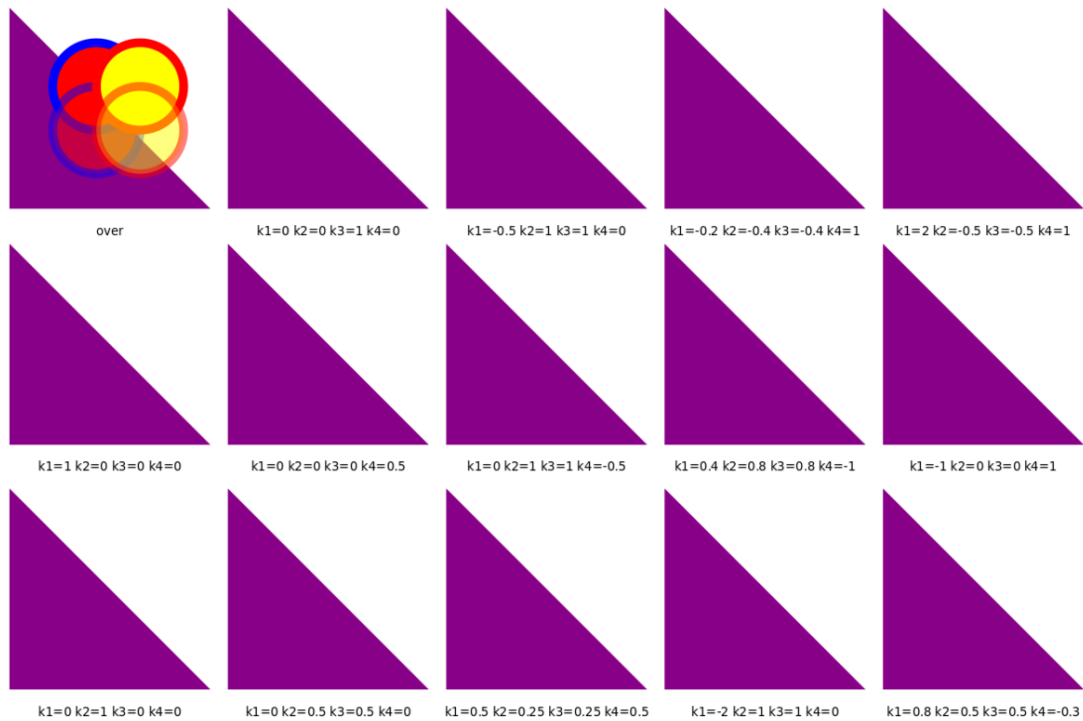 over
k1=0 k2=0 k3=1 k4=0
k1=-0.5 k2=1 k3=1 k4=0
k1=-0.2 k2=-0.4 k3=-0.4 k4=1
k1=2 k2=-0.5 k3=-0.5 k4=1
k1=1 k2=0 k3=0 k4=0
k1=0 k2=0 k3=0 k4=0.5
k1=0 k2=1 k3=1 k4=-0.5
k1=0.4 k2=0.8 k3=0.8 k4=-1
k1=-1 k2=0 k3=0 k4=1
k1=0 k2=1 k3=0 k4=0
k1=0 k2=0.5 k3=0.5 k4=0
k1=0.5 k2=0.25 k3=0.25 k4=0.5
k1=-2 k2=1 k3=1 k4=0
k1=0.8 k2=0.5 k3=0.5 k4=-0.3